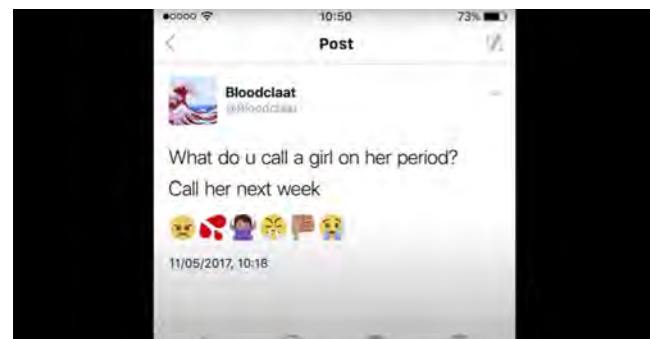 10:50
73%
Post
Bloodclaat
@Bloodclaat
What do u call a girl on her period?
Call her next week
11/05/2017, 10:18